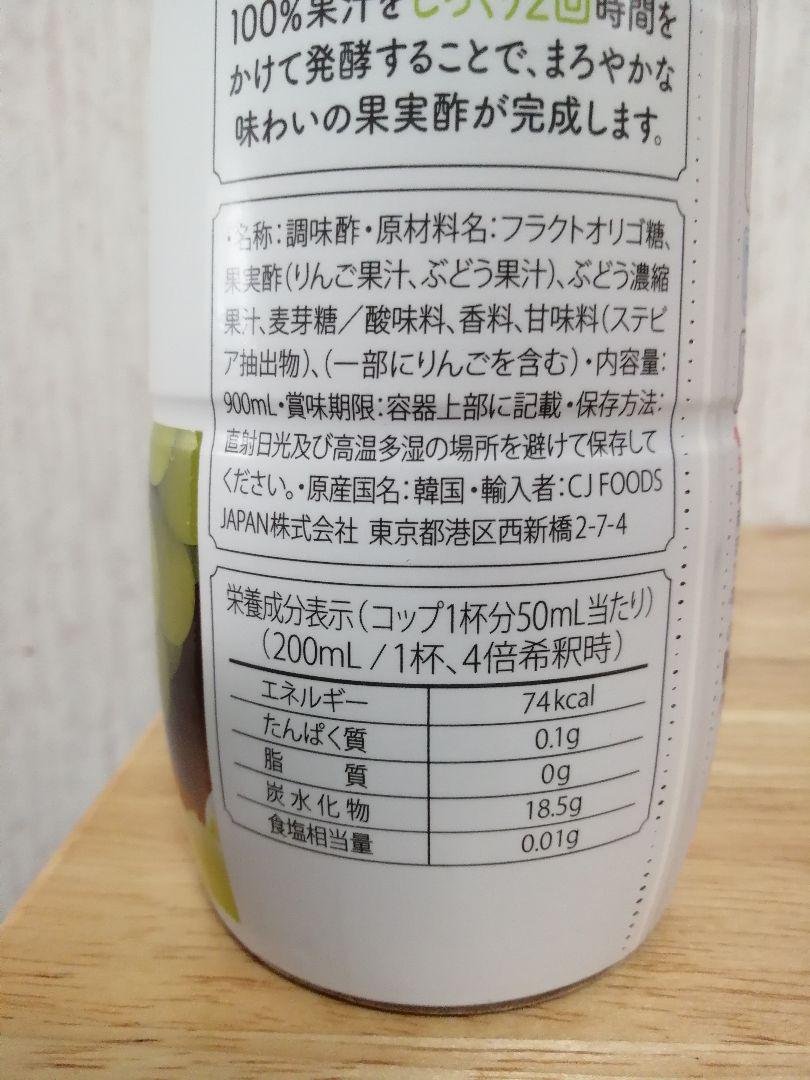 100%果汁をじっくり2回時間を
かけて発酵することで、まろやかな
味わいの果実酢が完成します。
・名称：調味酢・原材料名：フラクトオリゴ糖、
果実酢（りんご果汁、ぶどう果汁）、ぶどう濃縮
果汁、麦芽糖／酸味料、香料、甘味料（ステビ
ア抽出物）、（一部にりんごを含む）・内容量：
900mL・賞味期限：容器上部に記載・保存方法：
直射日光及び高温多湿の場所を避けて保存して
ください。・原産国名：韓国・輸入者：CJ FOODS
JAPAN株式会社 東京都港区西新橋2-7-4
栄養成分表示（コップ1杯分50mL当たり）
（200mL / 1杯、4倍希釈時）
エネルギー 74kcal
たんぱく質 0.1g
脂質 0g
炭水化物 18.5g
食塩相当量 0.01g